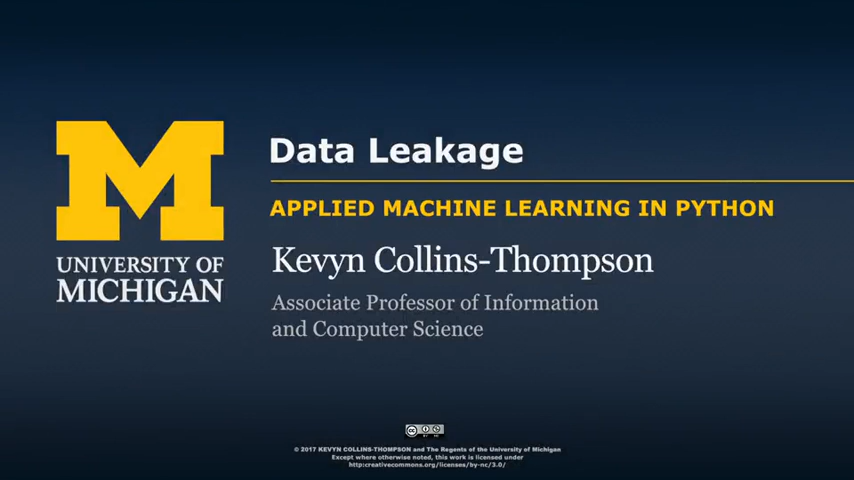 Data Leakage
APPLIED MACHINE LEARNING IN PYTHON
Kevyn Collins-Thompson
Associate Professor of Information
and Computer Science
UNIVERSITY OF
MICHIGAN
© 2017 KEVYN COLLINS-THOMPSON and The Regents of the University of Michigan
Except where otherwise noted, this work is licensed under
http:creativecommons.org/licenses/by-nc/3.0/